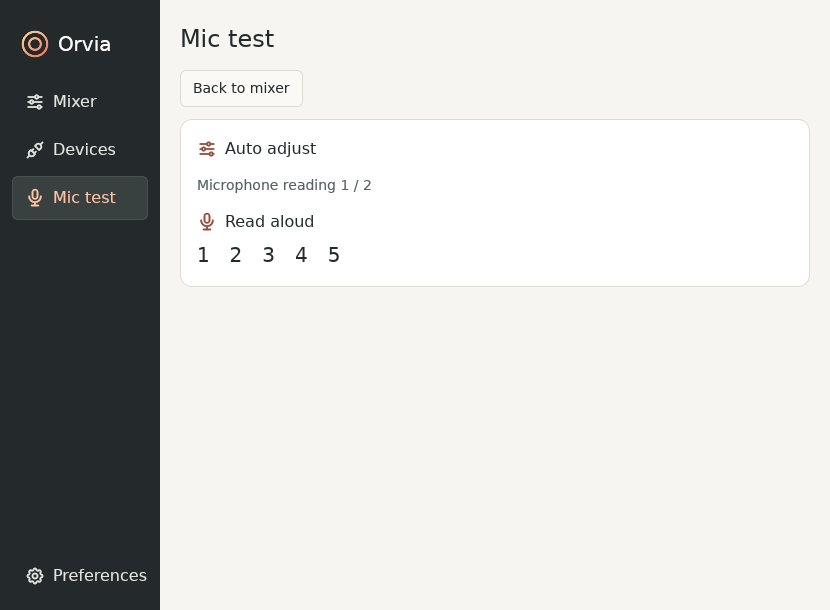 Orvia
Mixer
Devices
Mic test
Preferences
Mic test
Back to mixer
Auto adjust
Microphone reading 1 / 2
Read aloud
1 2 3 4 5